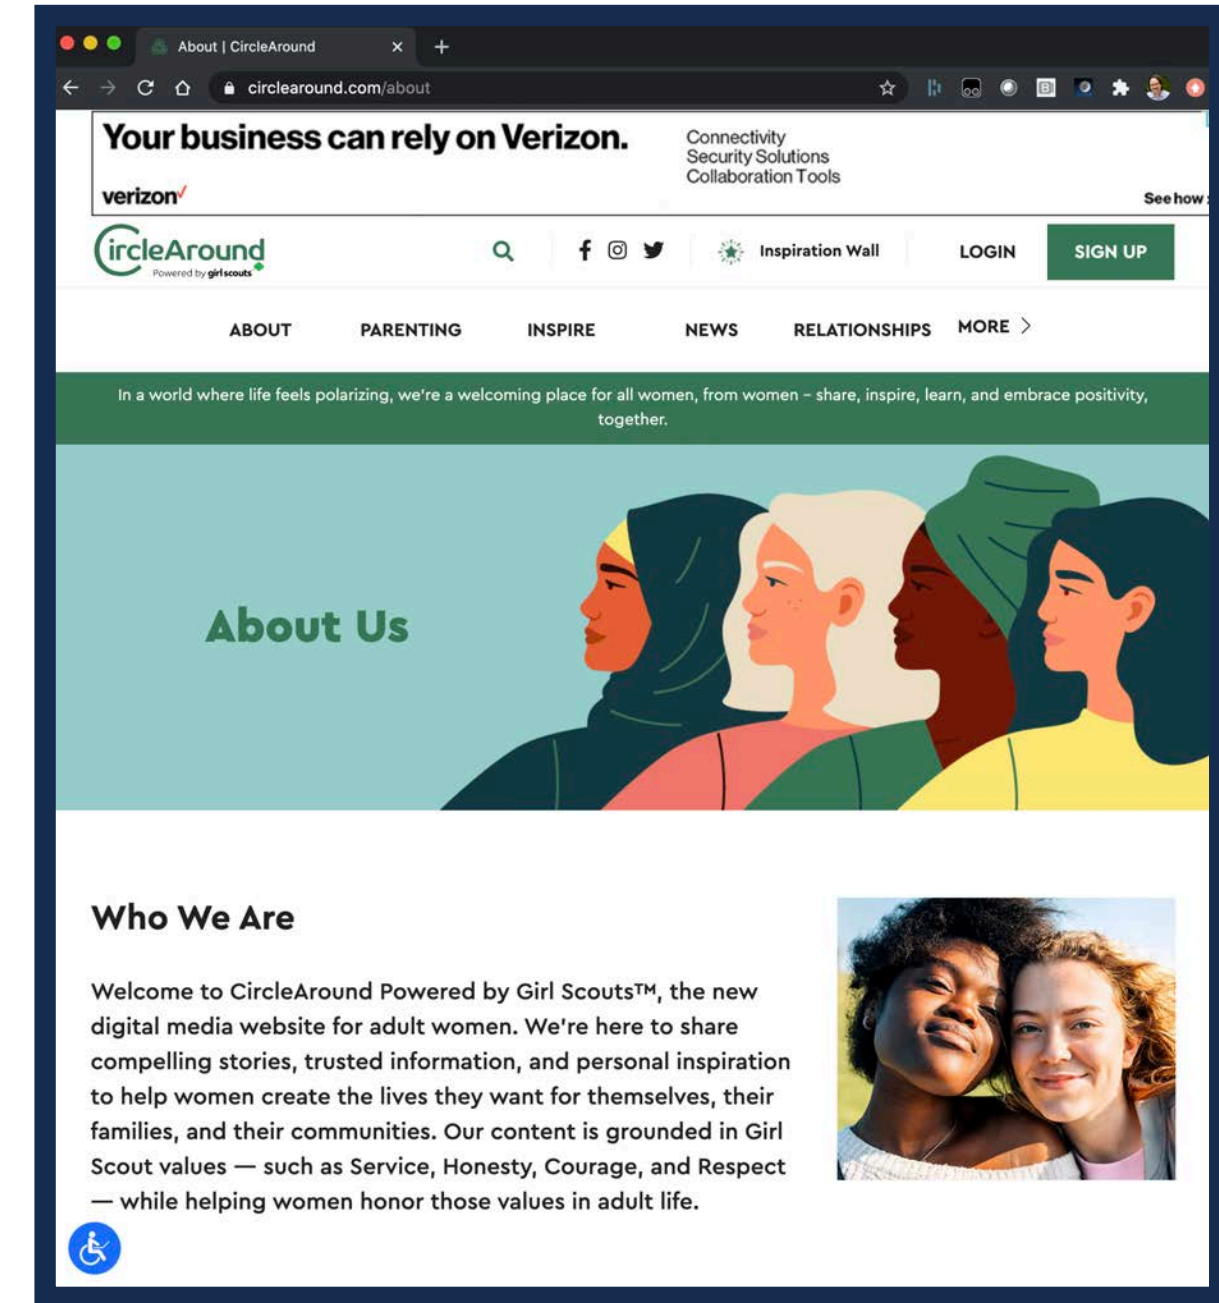 About | CircleAround
circlearound.com/about
Your business can rely on Verizon.
Connectivity
Security Solutions
Collaboration Tools
verizon
See how
CircleAround
Powered by girl scouts
Inspiration Wall
LOGIN
SIGN UP
ABOUT PARENTING INSPIRE NEWS RELATIONSHIPS MORE
In a world where life feels polarizing, we're a welcoming place for all women, from women – share, inspire, learn, and embrace positivity,
together.
About Us
Who We Are
Welcome to CircleAround Powered by Girl Scouts™, the new
digital media website for adult women. We're here to share
compelling stories, trusted information, and personal inspiration
to help women create the lives they want for themselves, their
families, and their communities. Our content is grounded in Girl
Scout values — such as Service, Honesty, Courage, and Respect
— while helping women honor those values in adult life.